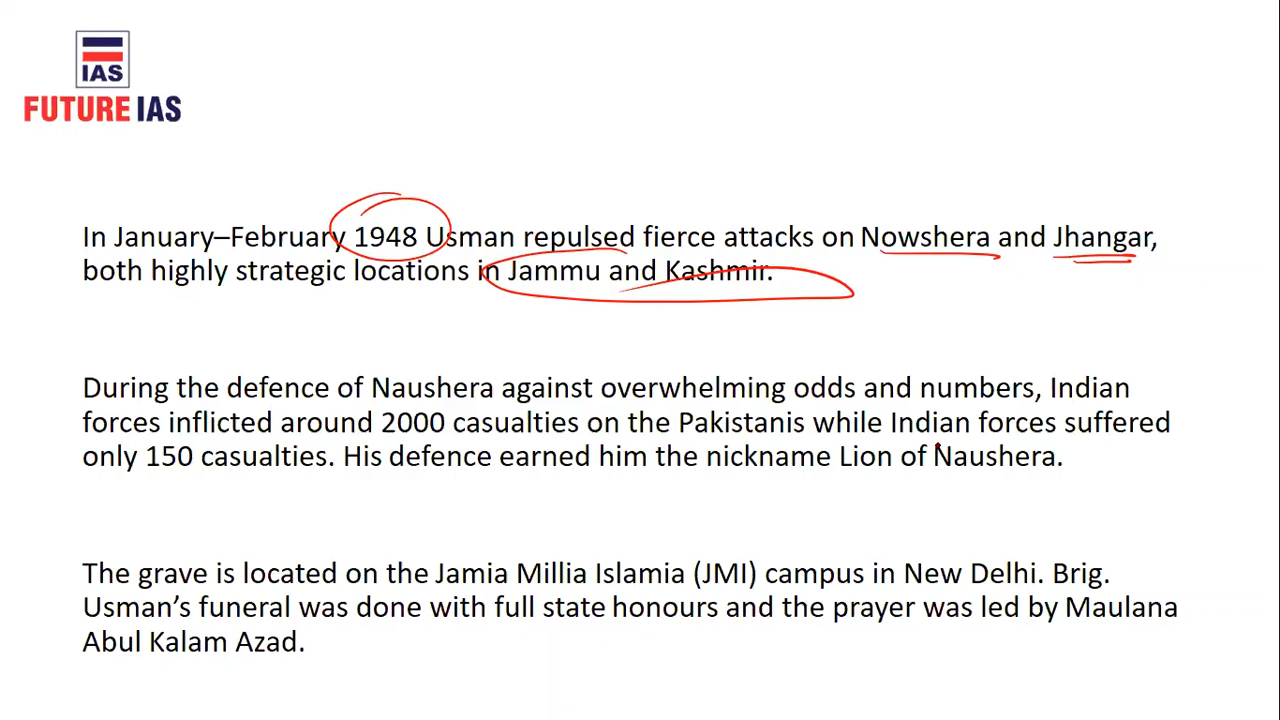 IAS
FUTURE IAS
In January–February 1948 Usman repulsed fierce attacks on Nowshera and Jhangar,
both highly strategic locations in Jammu and Kashmir.
During the defence of Naushera against overwhelming odds and numbers, Indian
forces inflicted around 2000 casualties on the Pakistanis while Indian forces suffered
only 150 casualties. His defence earned him the nickname Lion of Naushera.
The grave is located on the Jamia Millia Islamia (JMI) campus in New Delhi. Brig.
Usman’s funeral was done with full state honours and the prayer was led by Maulana
Abul Kalam Azad.